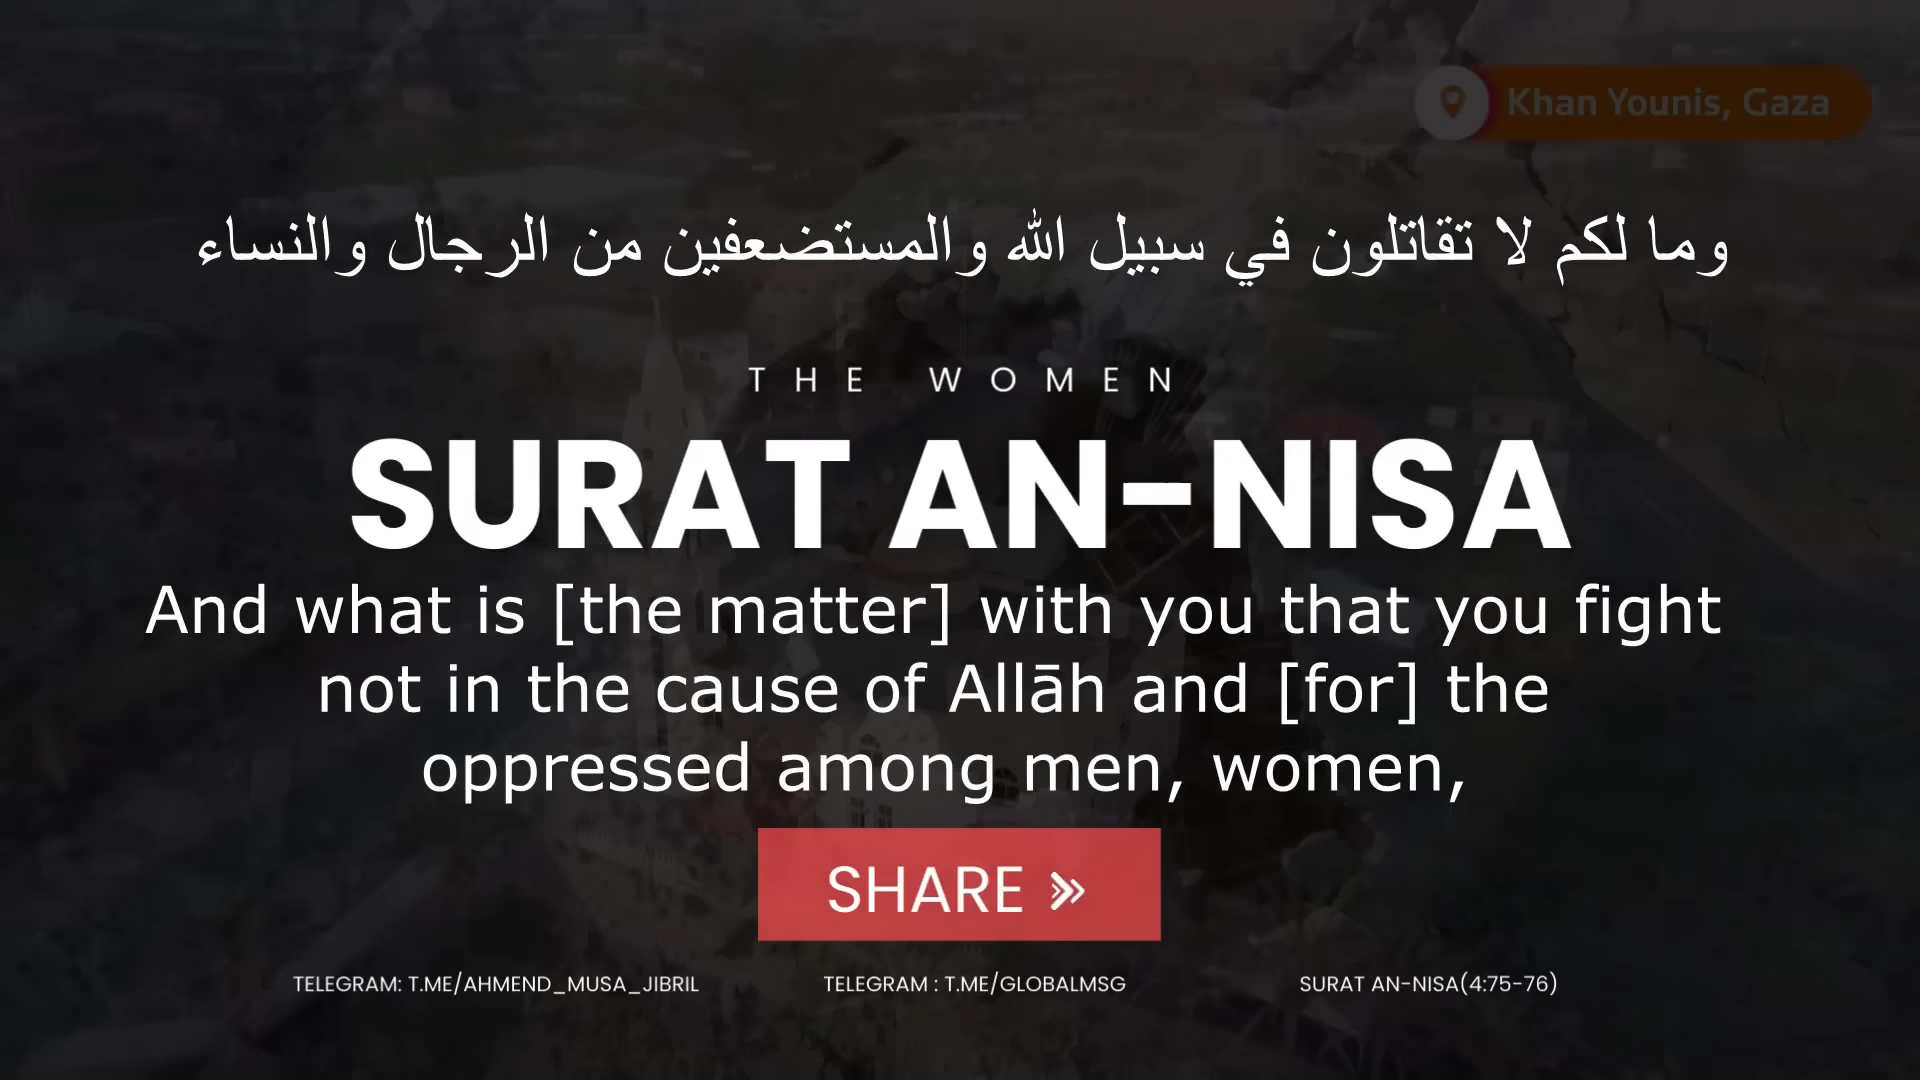 Khan Younis, Gaza
وما لكم لا تقاتلون في سبيل الله والمستضعفين من الرجال والنساء
THE WOMEN
SURAT AN-NISA
And what is [the matter] with you that you fight
not in the cause of Allāh and [for] the
oppressed among men, women,
SHARE
TELEGRAM: T.ME/AHMEND_MUSA_JIBRIL
TELEGRAM : T.ME/GLOBALMSG
SURAT AN-NISA(4:75-76)